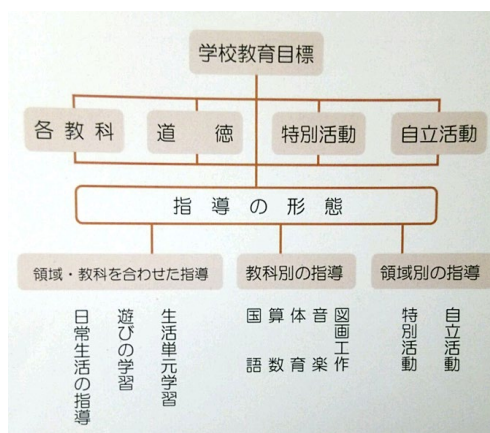 学校教育目標
各教科
道徳
特別活動
自立活動
指導の形態
領域・教科を合わせた指導
教科別の指導
領域別の指導
日常生活の指導
遊びの学習
生活単元学習
国語
算数
体育
音楽
図画工作
特別活動
自立活動